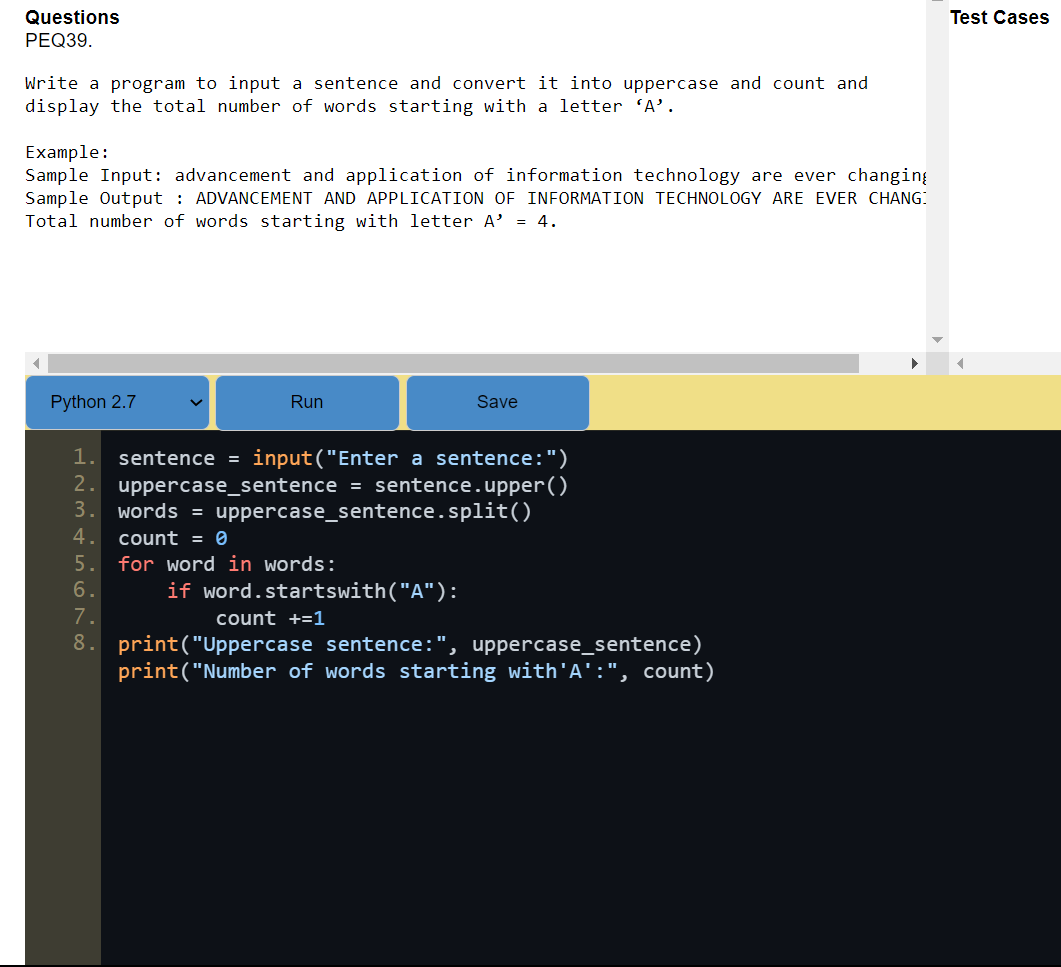 Questions
Test Cases
PEQ39.
Write a program to input a sentence and convert it into uppercase and count and
display the total number of words starting with a letter ‘A’.
Example:
Sample Input: advancement and application of information technology are ever changing
Sample Output : ADVANCEMENT AND APPLICATION OF INFORMATION TECHNOLOGY ARE EVER CHANGI
Total number of words starting with letter A’ = 4.
Python 2.7
Run
Save
1. sentence = input("Enter a sentence:")
2. uppercase_sentence = sentence.upper()
3. words = uppercase_sentence.split()
4. count = 0
5. for word in words:
6. if word.startswith("A"):
7. count +=1
8. print("Uppercase sentence:", uppercase_sentence)
print("Number of words starting with'A':", count)